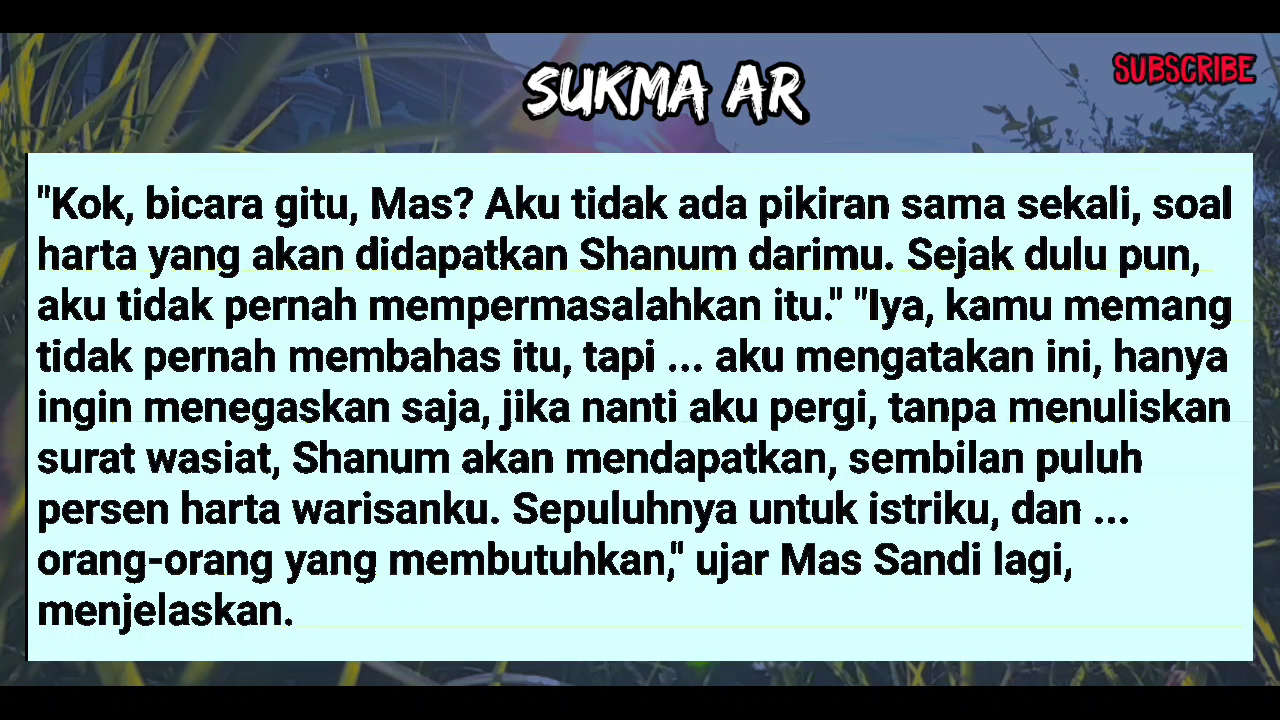 SUKMA AR
SUBSCRIBE
"Kok, bicara gitu, Mas? Aku tidak ada pikiran sama sekali, soal
harta yang akan didapatkan Shanum darimu. Sejak dulu pun,
aku tidak pernah mempermasalahkan itu." "Iya, kamu memang
tidak pernah membahas itu, tapi ... aku mengatakan ini, hanya
ingin menegaskan saja, jika nanti aku pergi, tanpa menuliskan
surat wasiat, Shanum akan mendapatkan, sembilan puluh
persen harta warisanku. Sepuluhnya untuk istriku, dan ...
orang-orang yang membutuhkan," ujar Mas Sandi lagi,
menjelaskan.